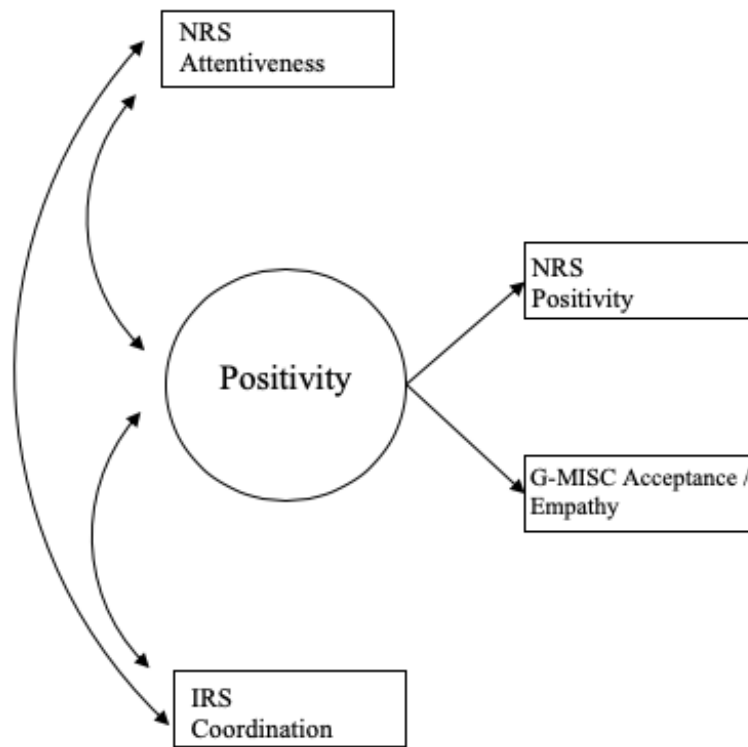 NRS
Attentiveness
Positivity
NRS
Positivity
G-MISC Acceptance /
Empathy
IRS
Coordination